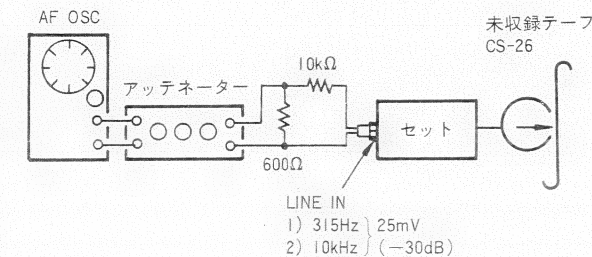 AF OSC
未収録テープ
CS-26
アッテネーター
10kΩ
セット
600Ω
LINE IN
1) 315Hz } 25mV
2) 10kHz } (-30dB)